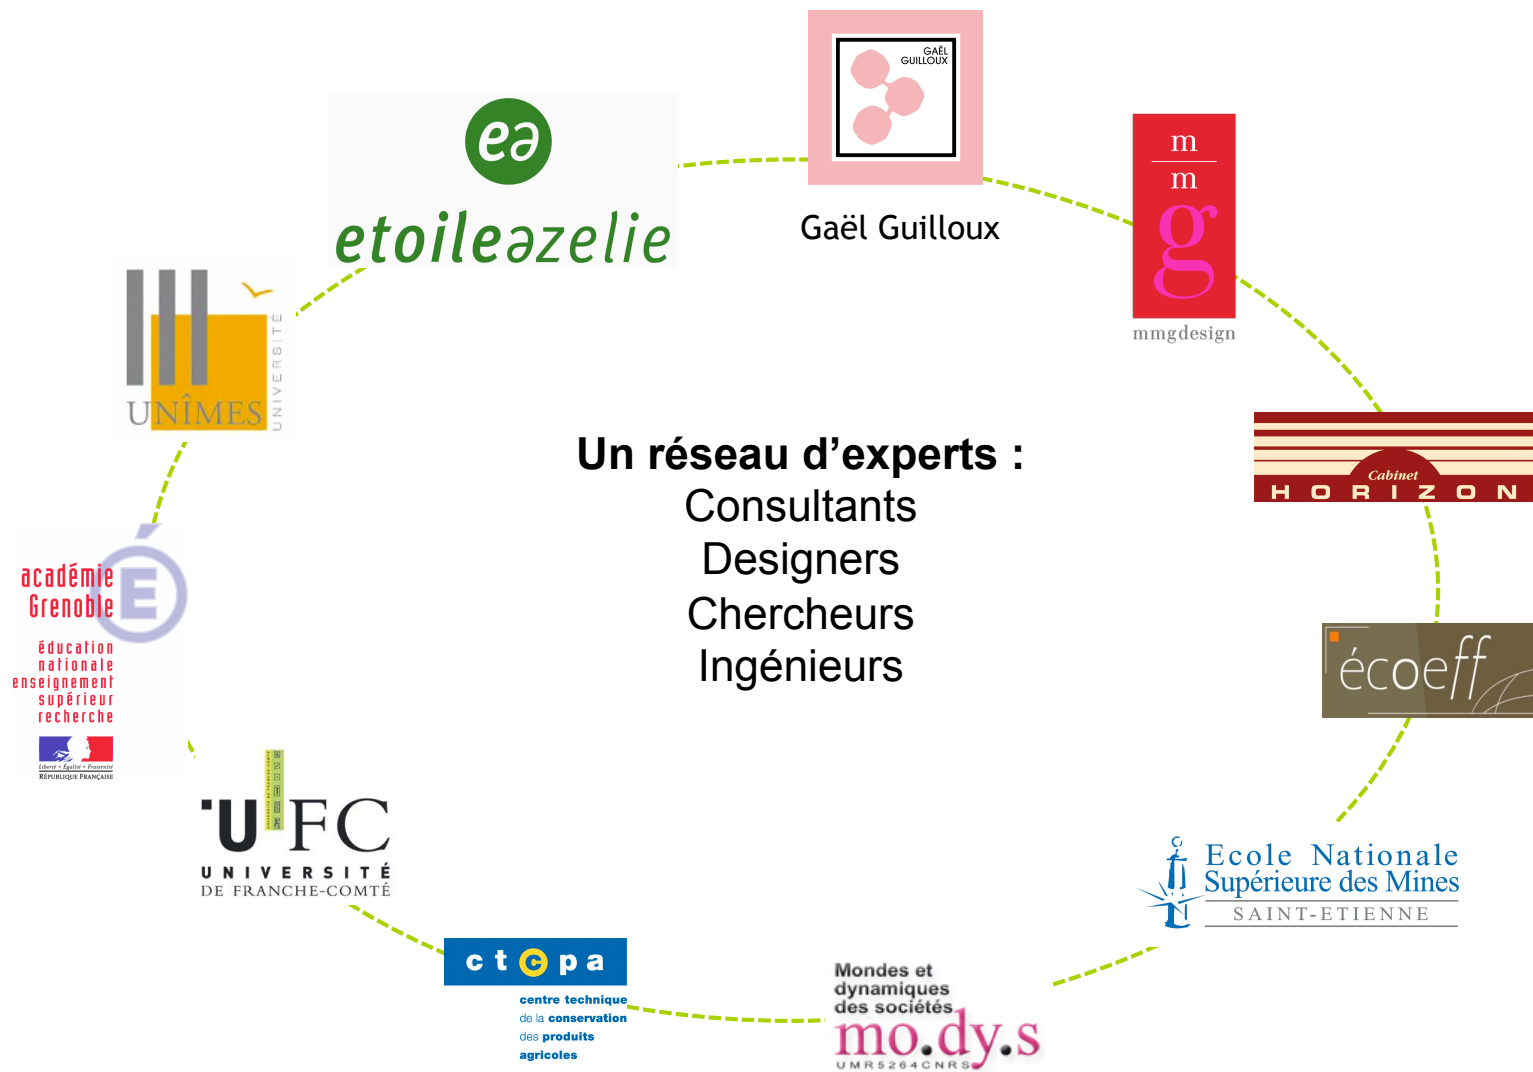 GAËL
GUILLOUX
Gaël Guilloux
ea
etoileazelie
m
m
g
mmgdesign
UNÎMES
UNIVERSITÉ
Un réseau d’experts :
Consultants
Designers
Chercheurs
Ingénieurs
Cabinet
HORIZON
écoeff
É
académie
Grenoble
éducation
nationale
enseignement
supérieur
recherche
Liberté • Égalité • Fraternité
RÉPUBLIQUE FRANÇAISE
UFC
UNIVERSITÉ
DE FRANCHE-COMTÉ
Ecole Nationale
Supérieure des Mines
SAINT-ETIENNE
ctcpa
centre technique
de la conservation
des produits
agricoles
Mondes et
dynamiques
des sociétés
mo.dy.s
UMR5264CNRS